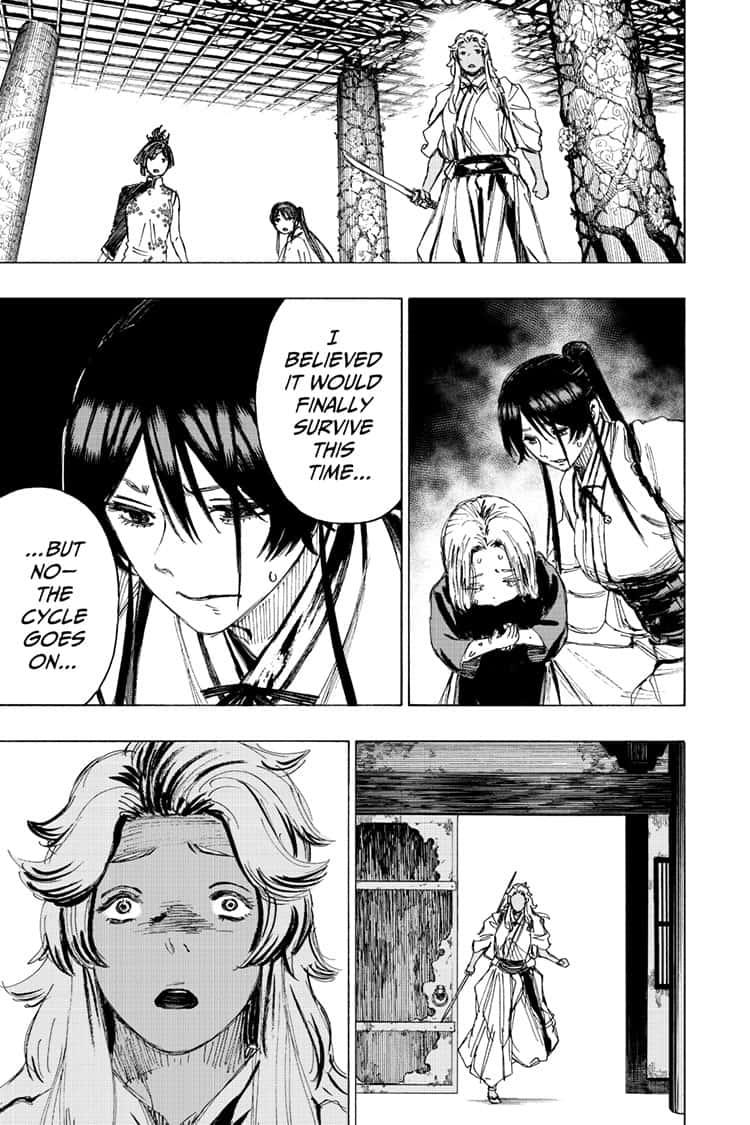 I
BELIEVED
IT WOULD
FINALLY
SURVIVE
THIS
TIME...
...BUT
NO—
THE
CYCLE
GOES
ON...